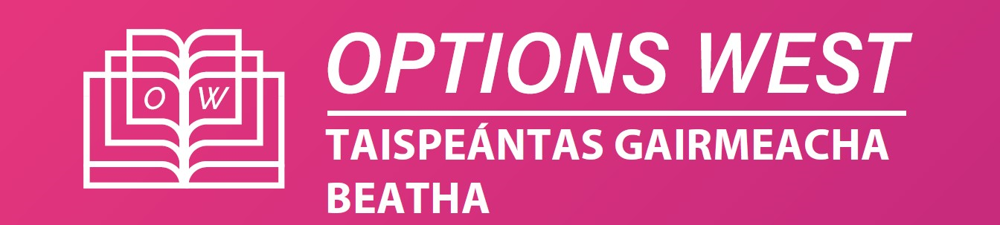 O W
OPTIONS WEST
TAISPEÁNTAS GAIRMEACHA
BEATHA